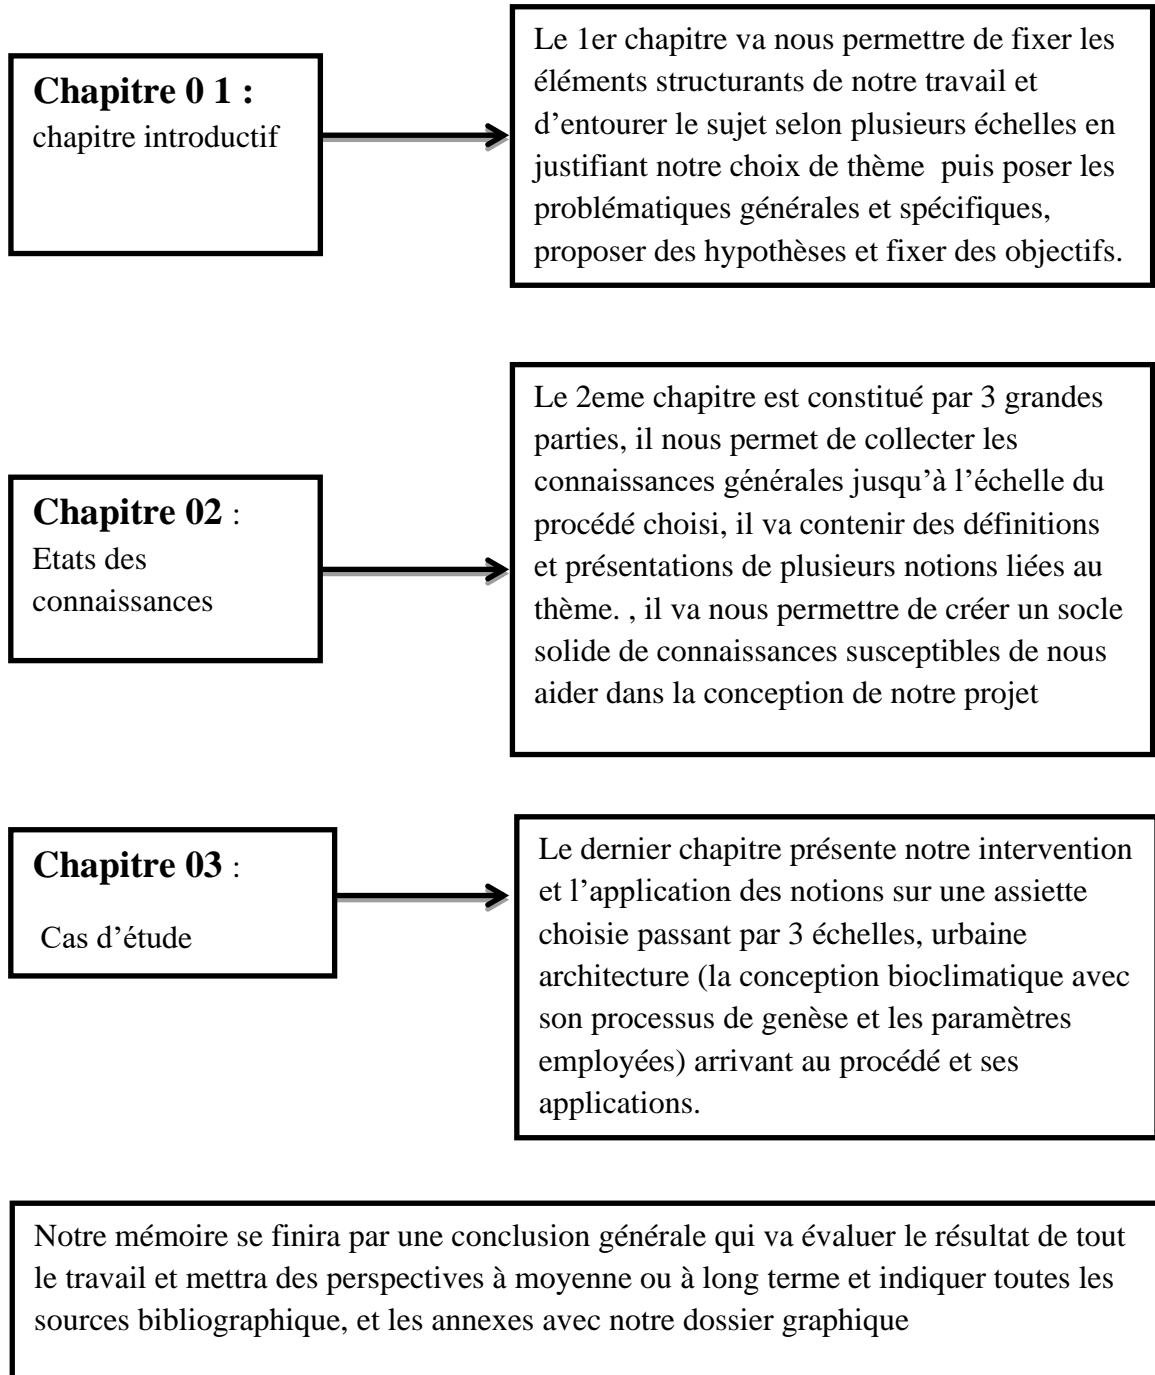 Chapitre 0 1 :
chapitre introductif
Le 1er chapitre va nous permettre de fixer les
éléments structurants de notre travail et
d’entourer le sujet selon plusieurs échelles en
justifiant notre choix de thème  puis poser les
problématiques générales et spécifiques,
proposer des hypothèses et fixer des objectifs.
Chapitre 02 :
Etats des
connaissances
Le 2eme chapitre est constitué par 3 grandes
parties, il nous permet de collecter les
connaissances générales jusqu’à l’échelle du
procédé choisi, il va contenir des définitions
et présentations de plusieurs notions liées au
thème. , il va nous permettre de créer un socle
solide de connaissances susceptibles de nous
aider dans la conception de notre projet
Chapitre 03 :
Cas d’étude
Le dernier chapitre présente notre intervention
et l’application des notions sur une assiette
choisie passant par 3 échelles, urbaine
architecture (la conception bioclimatique avec
son processus de genèse et les paramètres
employées) arrivant au procédé et ses
applications.
Notre mémoire se finira par une conclusion générale qui va évaluer le résultat de tout
le travail et mettra des perspectives à moyenne ou à long terme et indiquer toutes les
sources bibliographique, et les annexes avec notre dossier graphique